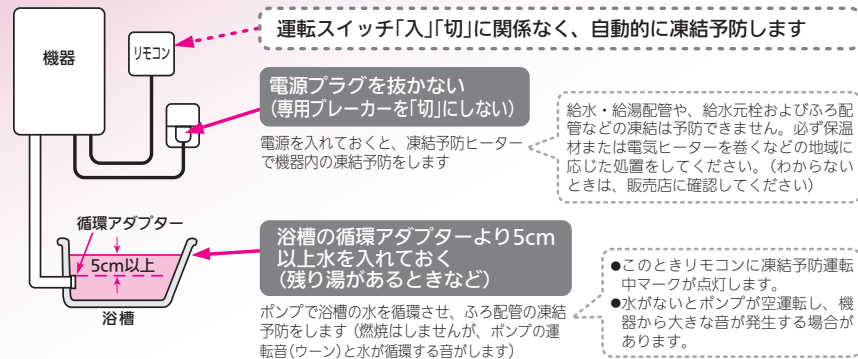 機器
リモコン
運転スイッチ「入」「切」に関係なく、自動的に凍結予防します
電源プラグを抜かない
(専用ブレーカーを「切」にしない)
電源を入れておくと、凍結予防ヒーター
で機器内の凍結予防をします
給水・給湯配管や、給水元栓およびふろ配
管などの凍結は予防できません。必ず保温
材または電気ヒーターを巻くなどの地域に
応じた処置をしてください。(わからない
ときは、販売店に確認してください)
循環アダプター
5cm以上
浴槽
浴槽の循環アダプターより5cm
以上水を入れておく
(残り湯があるときなど)
ポンプで浴槽の水を循環させ、ふろ配管の凍結
予防をします(燃焼はしませんが、ポンプの運
転音(ウーン)と水が循環する音がします)
●このときリモコンに凍結予防運転
中マークが点灯します。
●水がないとポンプが空運転し、機
器から大きな音が発生する場合が
あります。